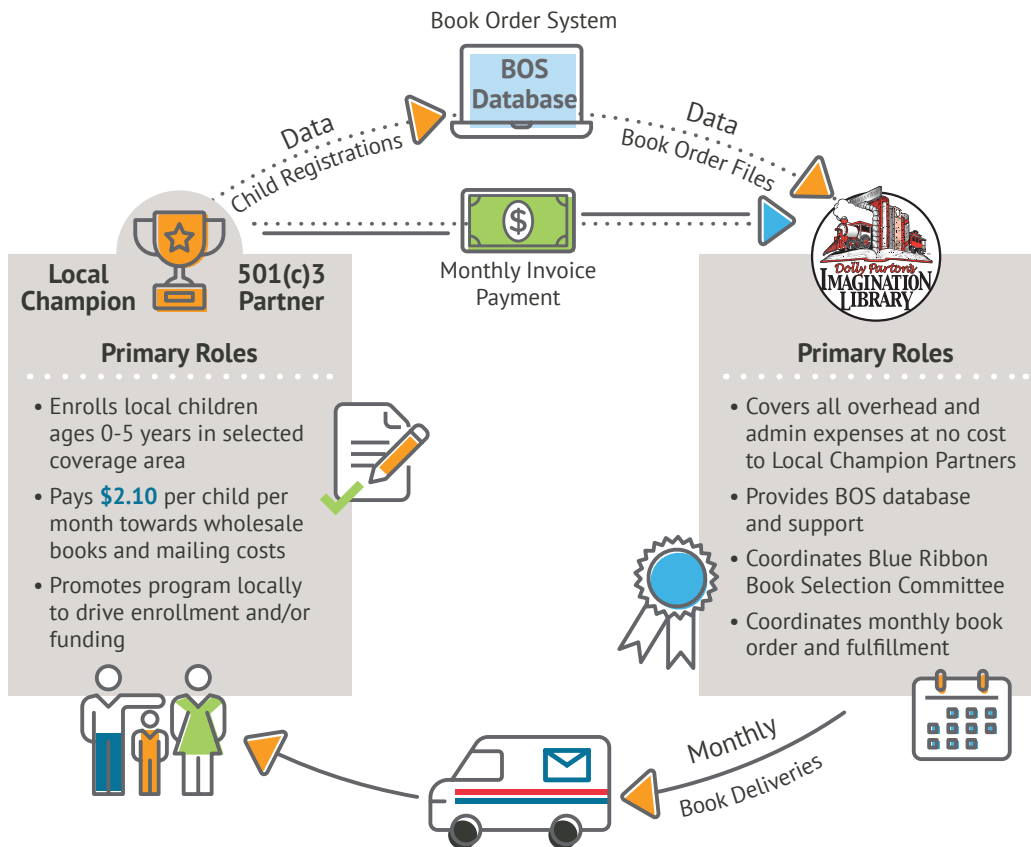 Book Order System
BOS
Database
Data
Child Registrations
Data
Book Order Files
$
Monthly Invoice
Payment
Local
Champion
501(c)3
Partner
Primary Roles
• Enrolls local children
ages 0-5 years in selected
coverage area
• Pays $2.10 per child per
month towards wholesale
books and mailing costs
• Promotes program locally
to drive enrollment and/or
funding
Dolly Parton's
IMAGINATION
LIBRARY
Primary Roles
• Covers all overhead and
admin expenses at no cost
to Local Champion Partners
• Provides BOS database
and support
• Coordinates Blue Ribbon
Book Selection Committee
• Coordinates monthly book
order and fulfillment
Monthly
Book Deliveries